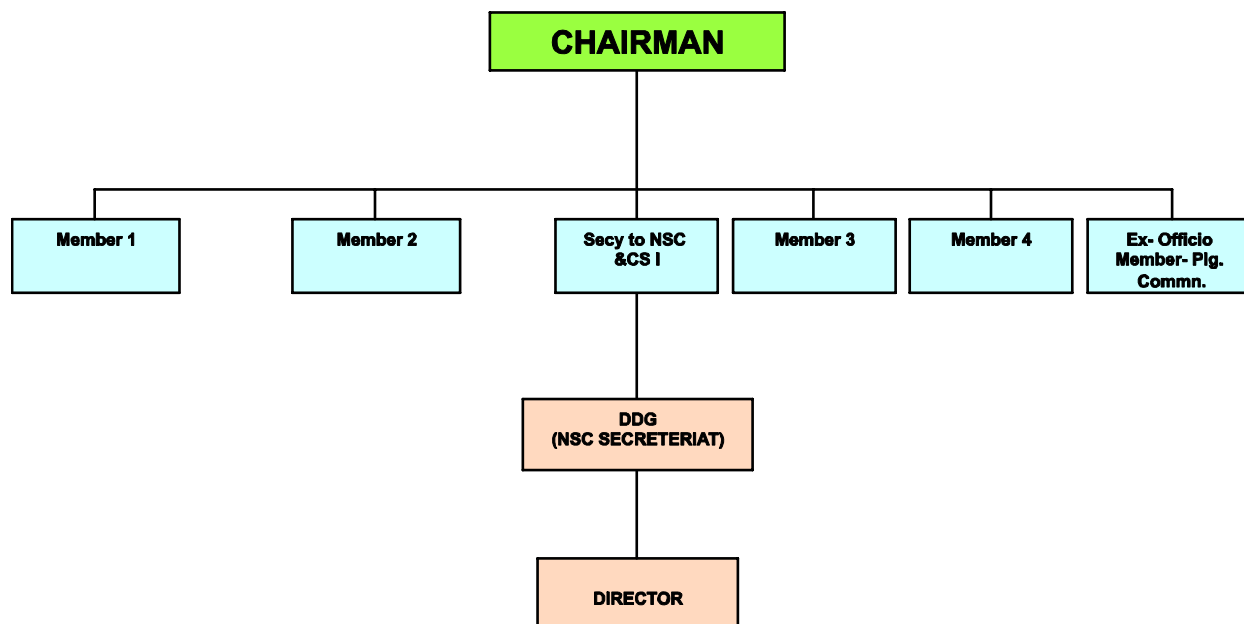 CHAIRMAN
Member 1
Member 2
Secy to NSC
&CS I
Member 3
Member 4
Ex- Officio
Member- Plg.
Commn.
DDG
(NSC SECRETERIAT)
DIRECTOR